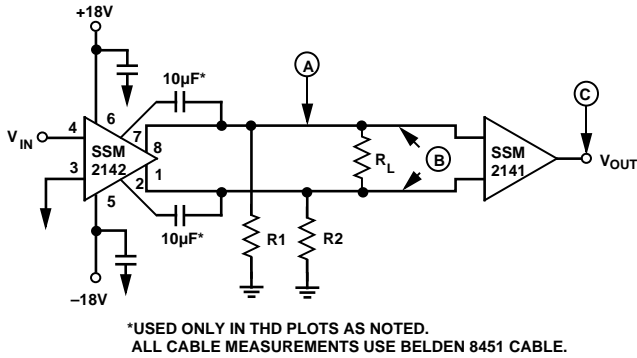 +18V
10µF*
A
C
6
7
V IN
4
8
SSM
2142
3
1
2
5
10µF*
R L
B
SSM
2141
VOUT
R1
R2
–18V
*USED ONLY IN THD PLOTS AS NOTED.
ALL CABLE MEASUREMENTS USE BELDEN 8451 CABLE.